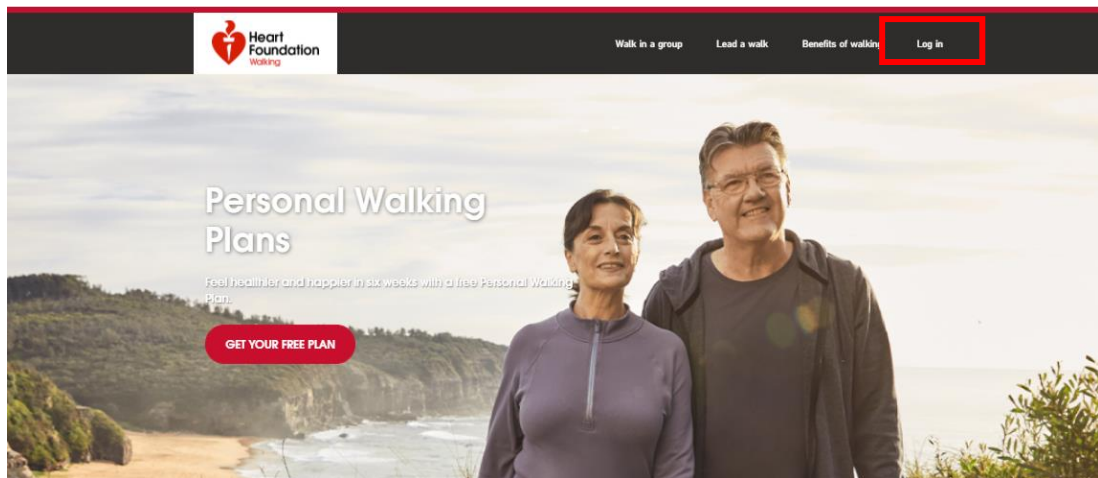 Heart
Foundation
Walking
Walk in a group Lead a walk Benefits of walking Log in
Personal Walking
Plans
Feel healthier and happier in six weeks with a free Personal Walking
Plan.
GET YOUR FREE PLAN